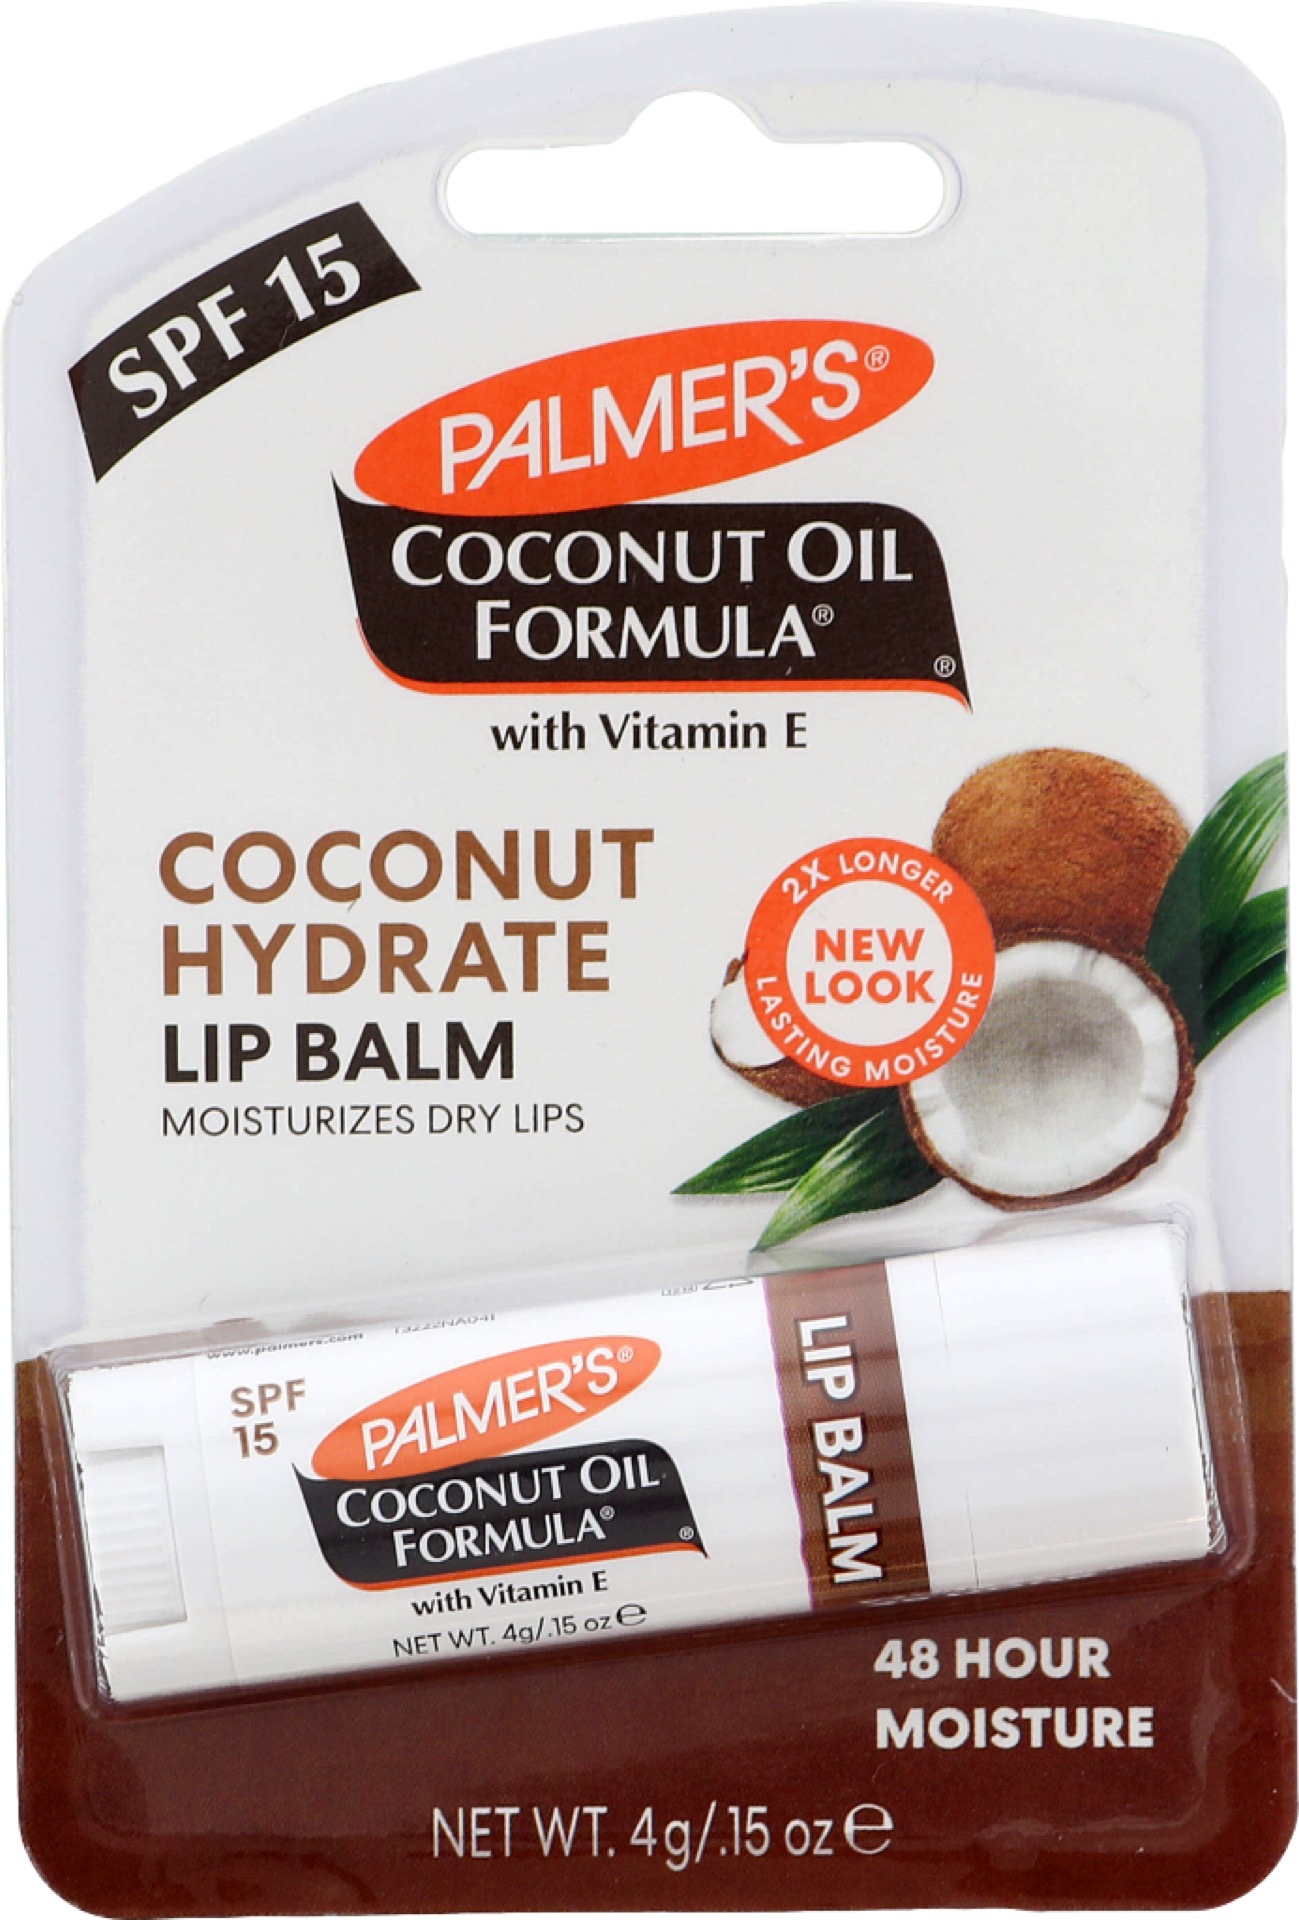 SPF 15
PALMER'S®
COCONUT OIL
FORMULA®
®
with Vitamin E
COCONUT
HYDRATE
LIP BALM
MOISTURIZES DRY LIPS
2X LONGER
NEW
LOOK
LASTING MOISTURE
www.palmers.com
SPF
15
PALMER'S®
COCONUT OIL
FORMULA®
®
with Vitamin E
NET WT. 4g/.15 oz ℮
LIP BALM
48 HOUR
MOISTURE
NET WT. 4g/.15 oz ℮